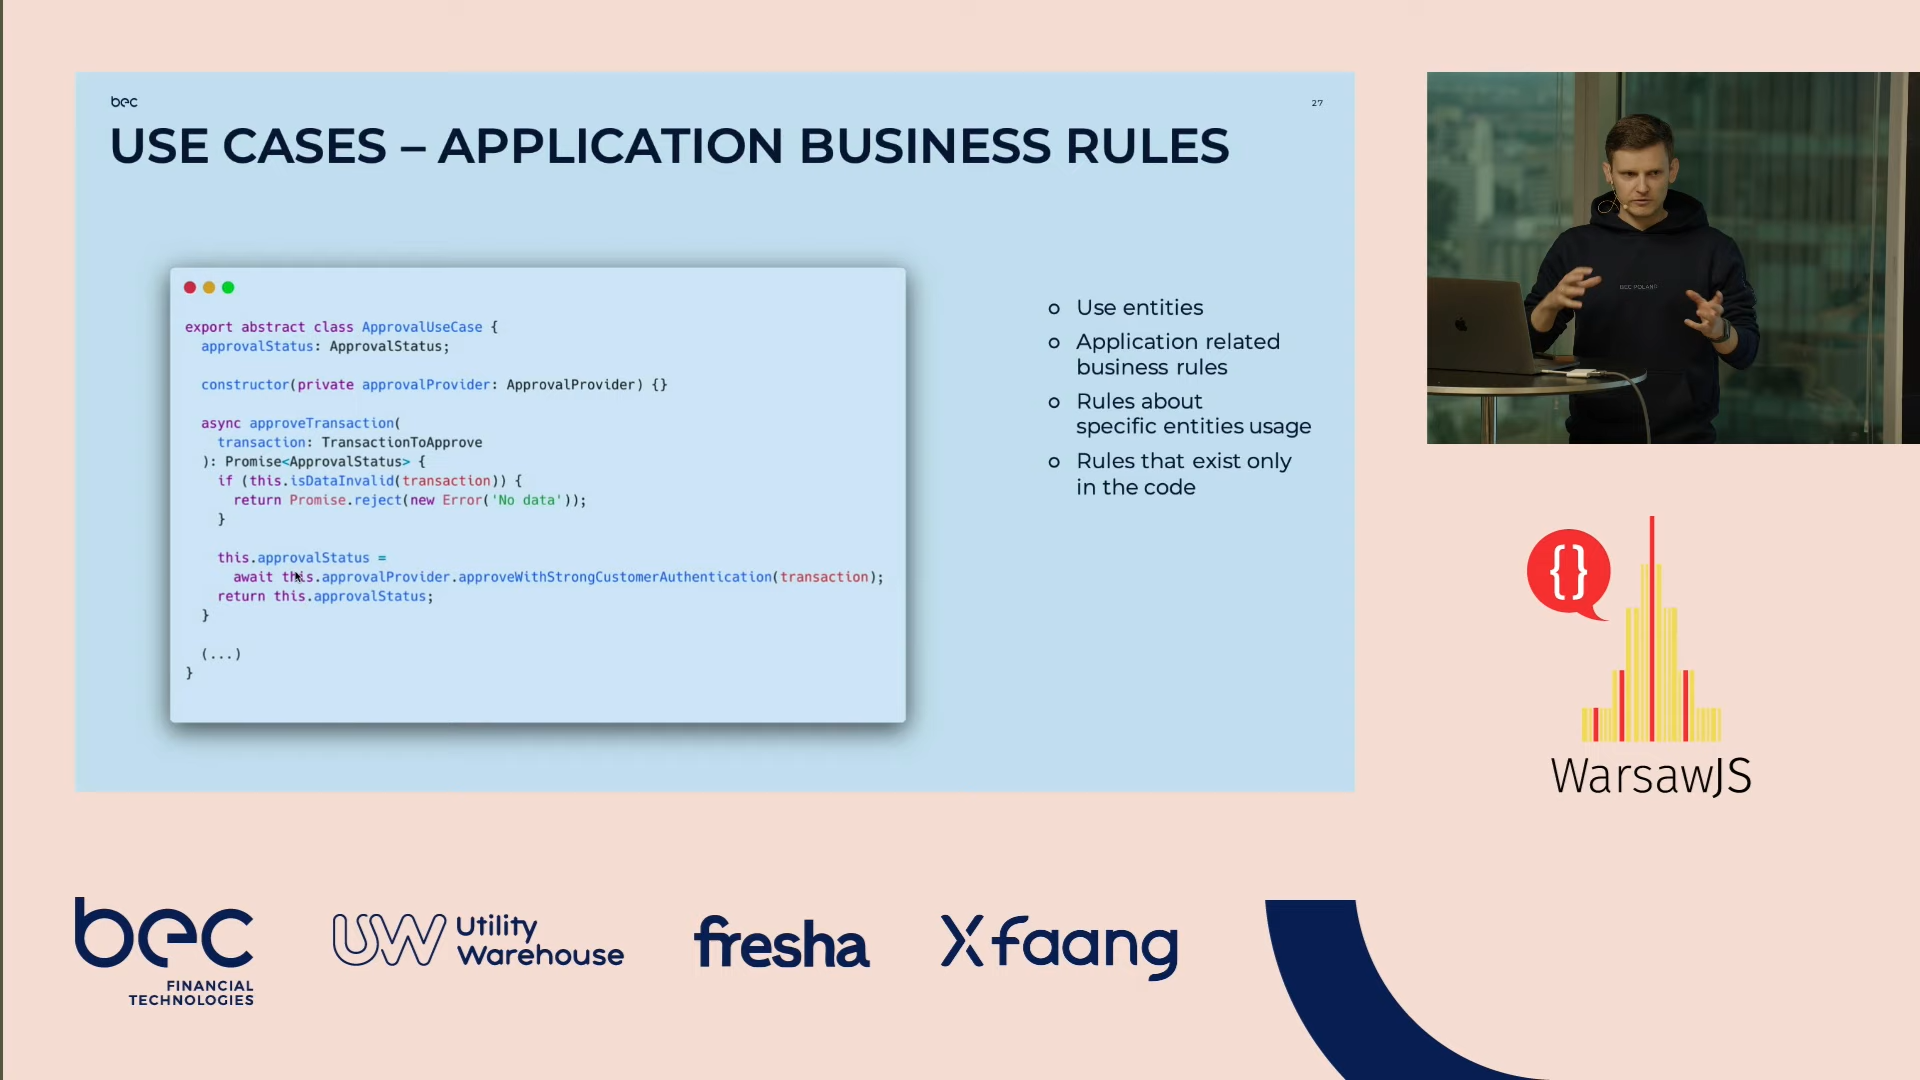 bec
27
USE CASES – APPLICATION BUSINESS RULES
export abstract class ApprovalUseCase {
approvalStatus: ApprovalStatus;
constructor(private approvalProvider: ApprovalProvider) {}
async approveTransaction(
transaction: TransactionToApprove
): Promise<ApprovalStatus> {
if (this.isDataInvalid(transaction)) {
return Promise.reject(new Error('No data'));
}
this.approvalStatus =
await this.approvalProvider.approveWithStrongCustomerAuthentication(transaction);
return this.approvalStatus;
}
(...)
}
Use entities
Application related
business rules
Rules about
specific entities usage
Rules that exist only
in the code
BEC POLAND
{}
WarsawJS
bec
FINANCIAL
TECHNOLOGIES
UW Utility
Warehouse
fresha
Xfaang